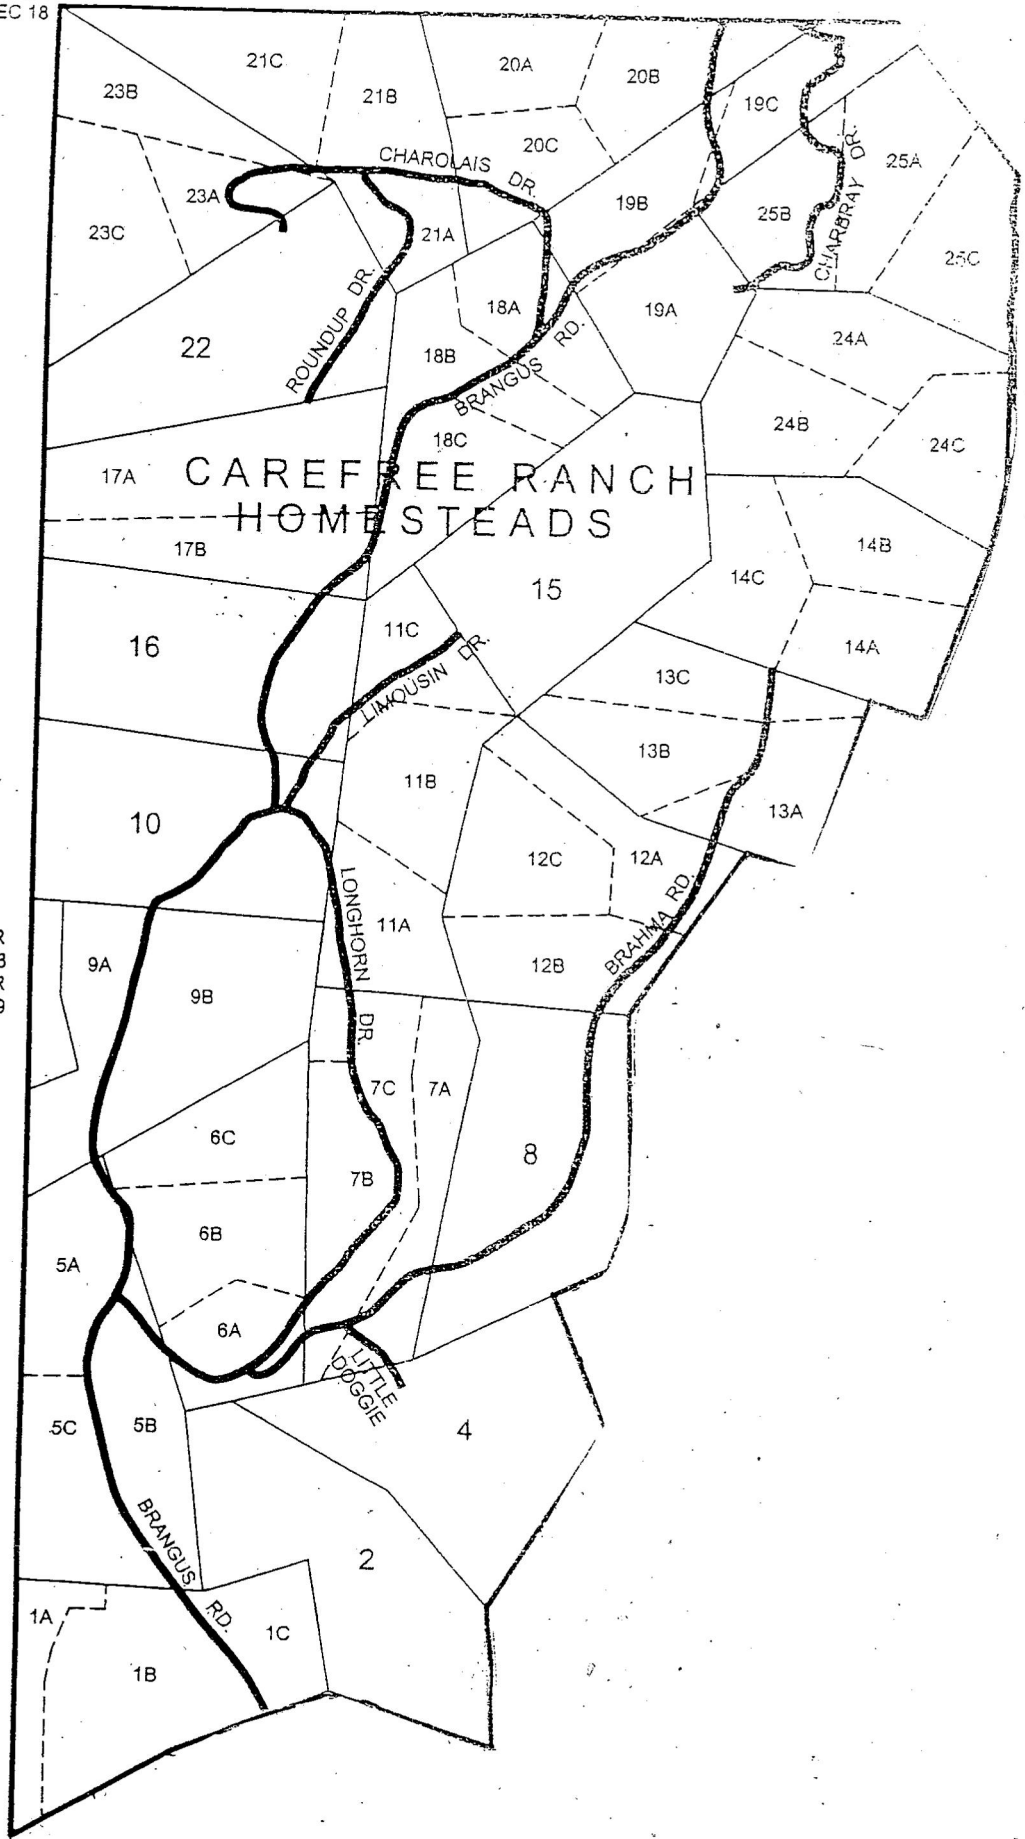 EC 18
21C
20A
20B
23B
21B
19C
20C
CHAROLAIS DR.
25A
23A
19B
CHARBRAY DR.
23C
21A
25B
25C
ROUNDUP DR.
18A
19A
22
18B
BRANGUS RD.
24A
18C
24B
24C
17A
CAREFREE RANCH
HOMESTEADS
17B
14B
15
14C
16
11C
LIMOUSIN DR.
14A
13C
13B
11B
10
13A
12C
12A
LONGHORN DR.
11A
BRAHMA RD.
R
3
R
9
9A
12B
9B
7C
7A
6C
8
7B
6B
5A
6A
LITTLE
DOGGIE
5C
5B
4
BRANGUS RD.
2
1A
1C
1B